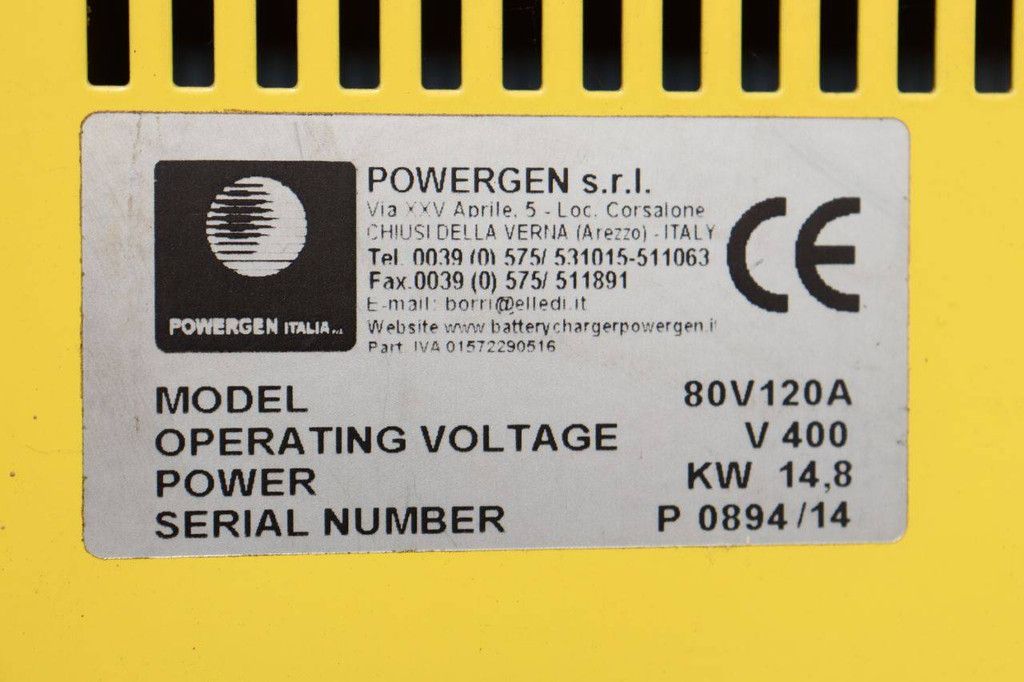 POWERGEN s.r.l.
Via XXV Aprile, 5 - Loc. Corsalone
CHIUSI DELLA VERNA (Arezzo) - ITALY
Tel. 0039 (0) 575/ 531015-511063
Fax.0039 (0) 575/ 511891
E-mail: borri@elledi.it
Website www.batterychargerpowergen.it
Part. IVA 01572290516
POWERGEN ITALIA s.r.l.
CE
MODEL 80V120A
OPERATING VOLTAGE V 400
POWER KW 14,8
SERIAL NUMBER P 0894/14